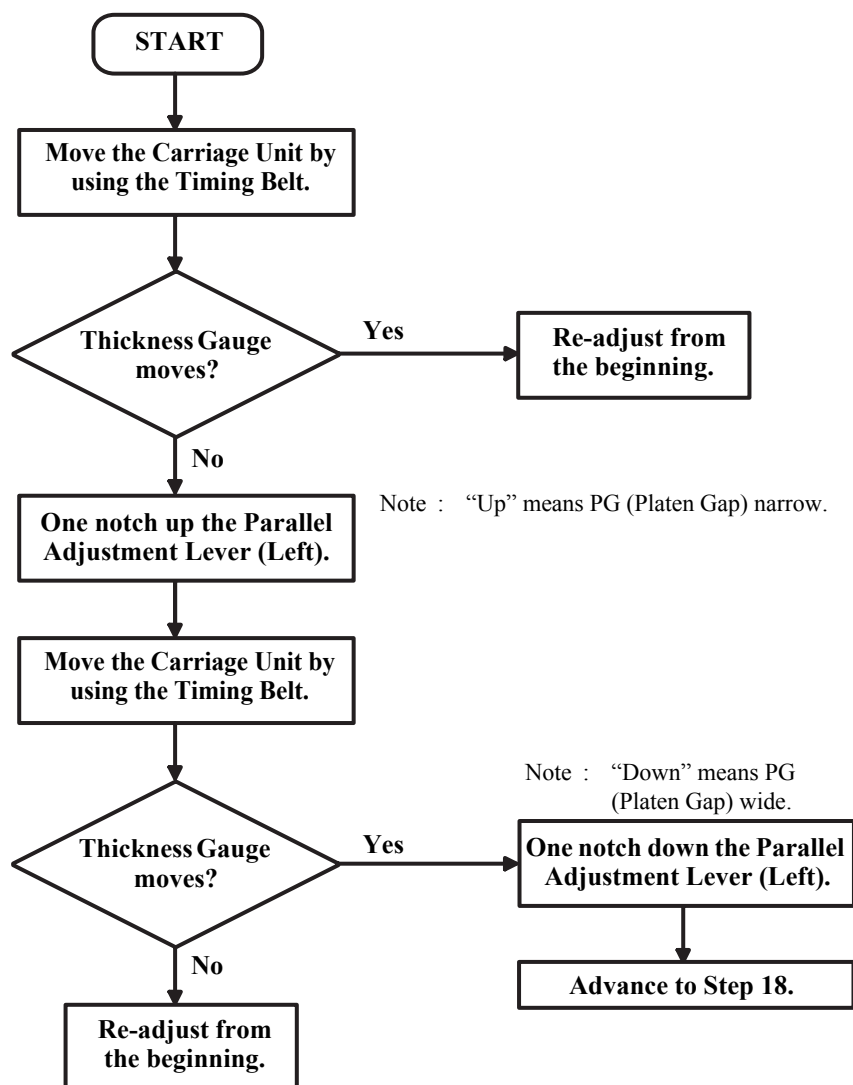 START
Move the Carriage Unit by
using the Timing Belt.
Thickness Gauge
moves?
Yes
Re-adjust from
the beginning.
No
One notch up the Parallel
Adjustment Lever (Left).
Note : “Up” means PG (Platen Gap) narrow.
Move the Carriage Unit by
using the Timing Belt.
Thickness Gauge
moves?
Yes
Note : “Down” means PG
(Platen Gap) wide.
One notch down the Parallel
Adjustment Lever (Left).
Advance to Step 18.
No
Re-adjust from
the beginning.